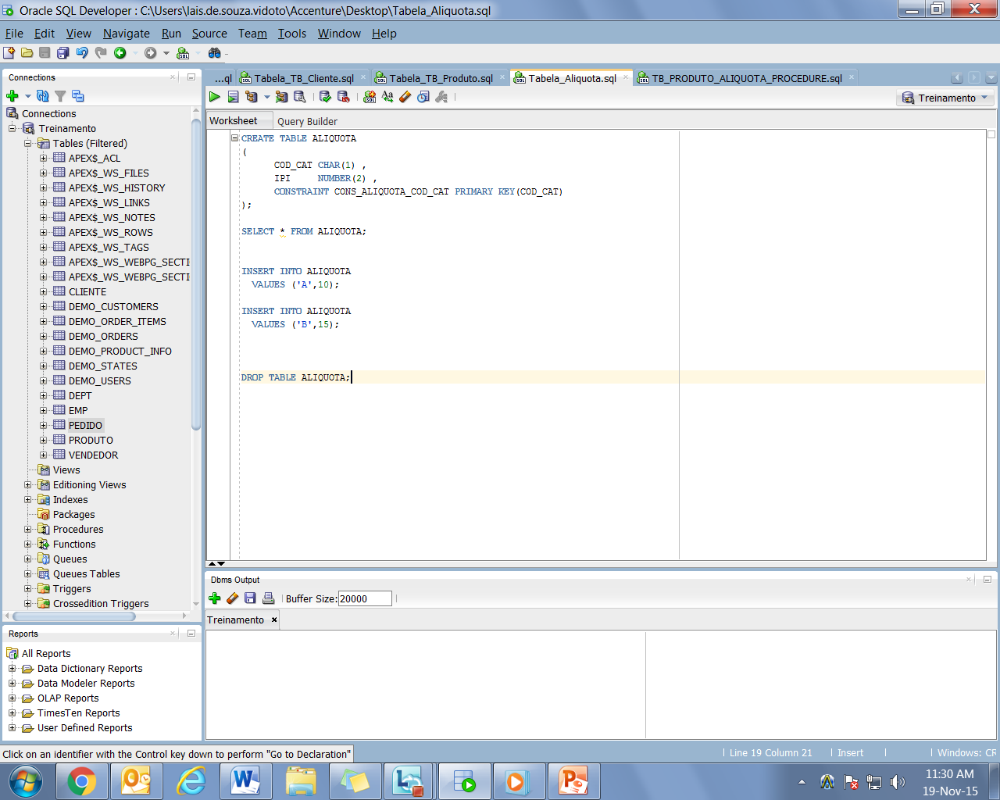 Oracle SQL Developer : C:\Users\lais.de.souza.vidoto\Accenture\Desktop\Tabela_Aliquota.sql
File Edit View Navigate Run Source Team Tools Window Help
Connections
Connections
Treinamento
Tables (Filtered)
APEX$_ACL
APEX$_WS_FILES
APEX$_WS_HISTORY
APEX$_WS_LINKS
APEX$_WS_NOTES
APEX$_WS_ROWS
APEX$_WS_TAGS
APEX$_WS_WEBPG_SECTI
APEX$_WS_WEBPG_SECTI
CLIENTE
DEMO_CUSTOMERS
DEMO_ORDER_ITEMS
DEMO_ORDERS
DEMO_PRODUCT_INFO
DEMO_STATES
DEMO_USERS
DEPT
EMP
PEDIDO
PRODUTO
VENDEDOR
Views
Editioning Views
Indexes
Packages
Procedures
Functions
Queues
Queues Tables
Triggers
Crossedition Triggers
Reports
All Reports
Data Dictionary Reports
Data Modeler Reports
OLAP Reports
TimesTen Reports
User Defined Reports
...ql Tabela_TB_Cliente.sql Tabela_TB_Produto.sql Tabela_Aliquota.sql TB_PRODUTO_ALIQUOTA_PROCEDURE.sql
Treinamento
Worksheet Query Builder
CREATE TABLE ALIQUOTA
(
COD_CAT CHAR(1) ,
IPI NUMBER(2) ,
CONSTRAINT CONS_ALIQUOTA_COD_CAT PRIMARY KEY(COD_CAT)
);
SELECT * FROM ALIQUOTA;
INSERT INTO ALIQUOTA
VALUES ('A',10);
INSERT INTO ALIQUOTA
VALUES ('B',15);
DROP TABLE ALIQUOTA;
Dbms Output
Buffer Size: 20000
Treinamento
Click on an identifier with the Control key down to perform "Go to Declaration"
Line 19 Column 21 Insert Windows: CR
11:30 AM
19-Nov-15